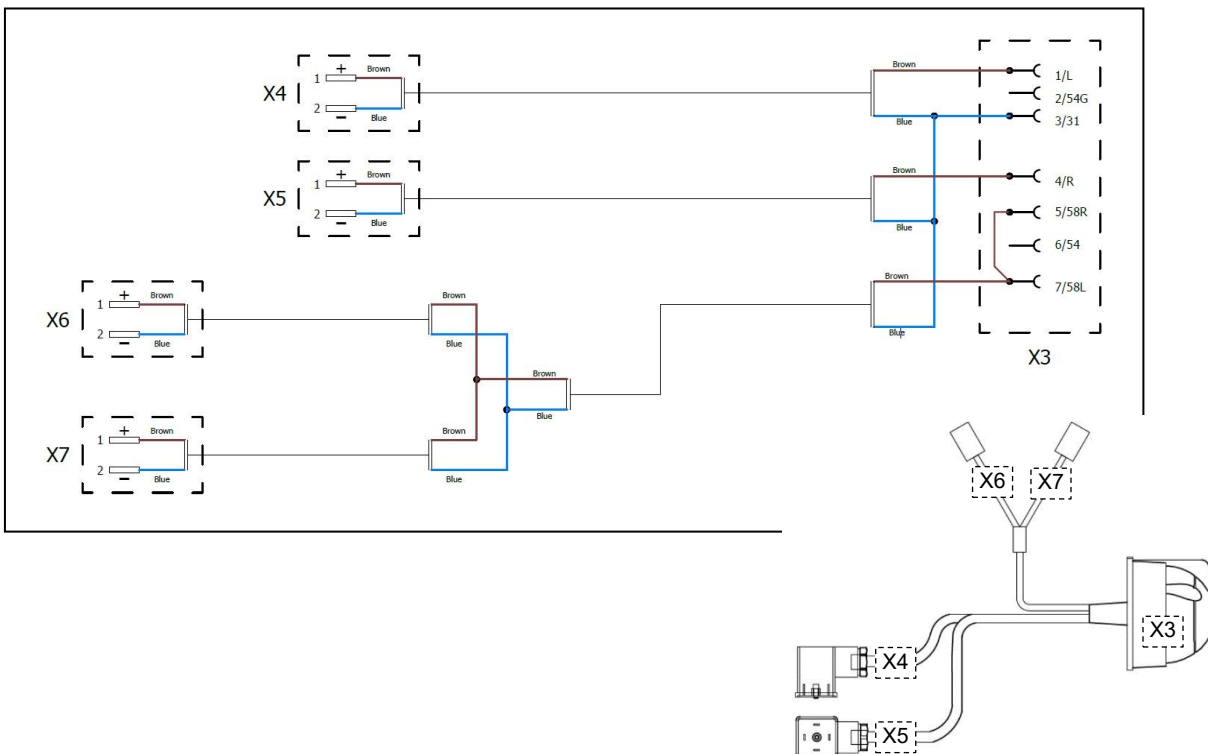 X4
1 + Brown
2 − Blue
Brown
Blue
1/L
2/54G
3/31
X5
1 + Brown
2 − Blue
Brown
Blue
4/R
5/58R
6/54
7/58L
X3
X6
1 + Brown
2 − Blue
Brown
Blue
Brown
Blue
Brown
Blue
X7
1 + Brown
2 − Blue
Brown
Blue
X6
X7
X3
X4
X5